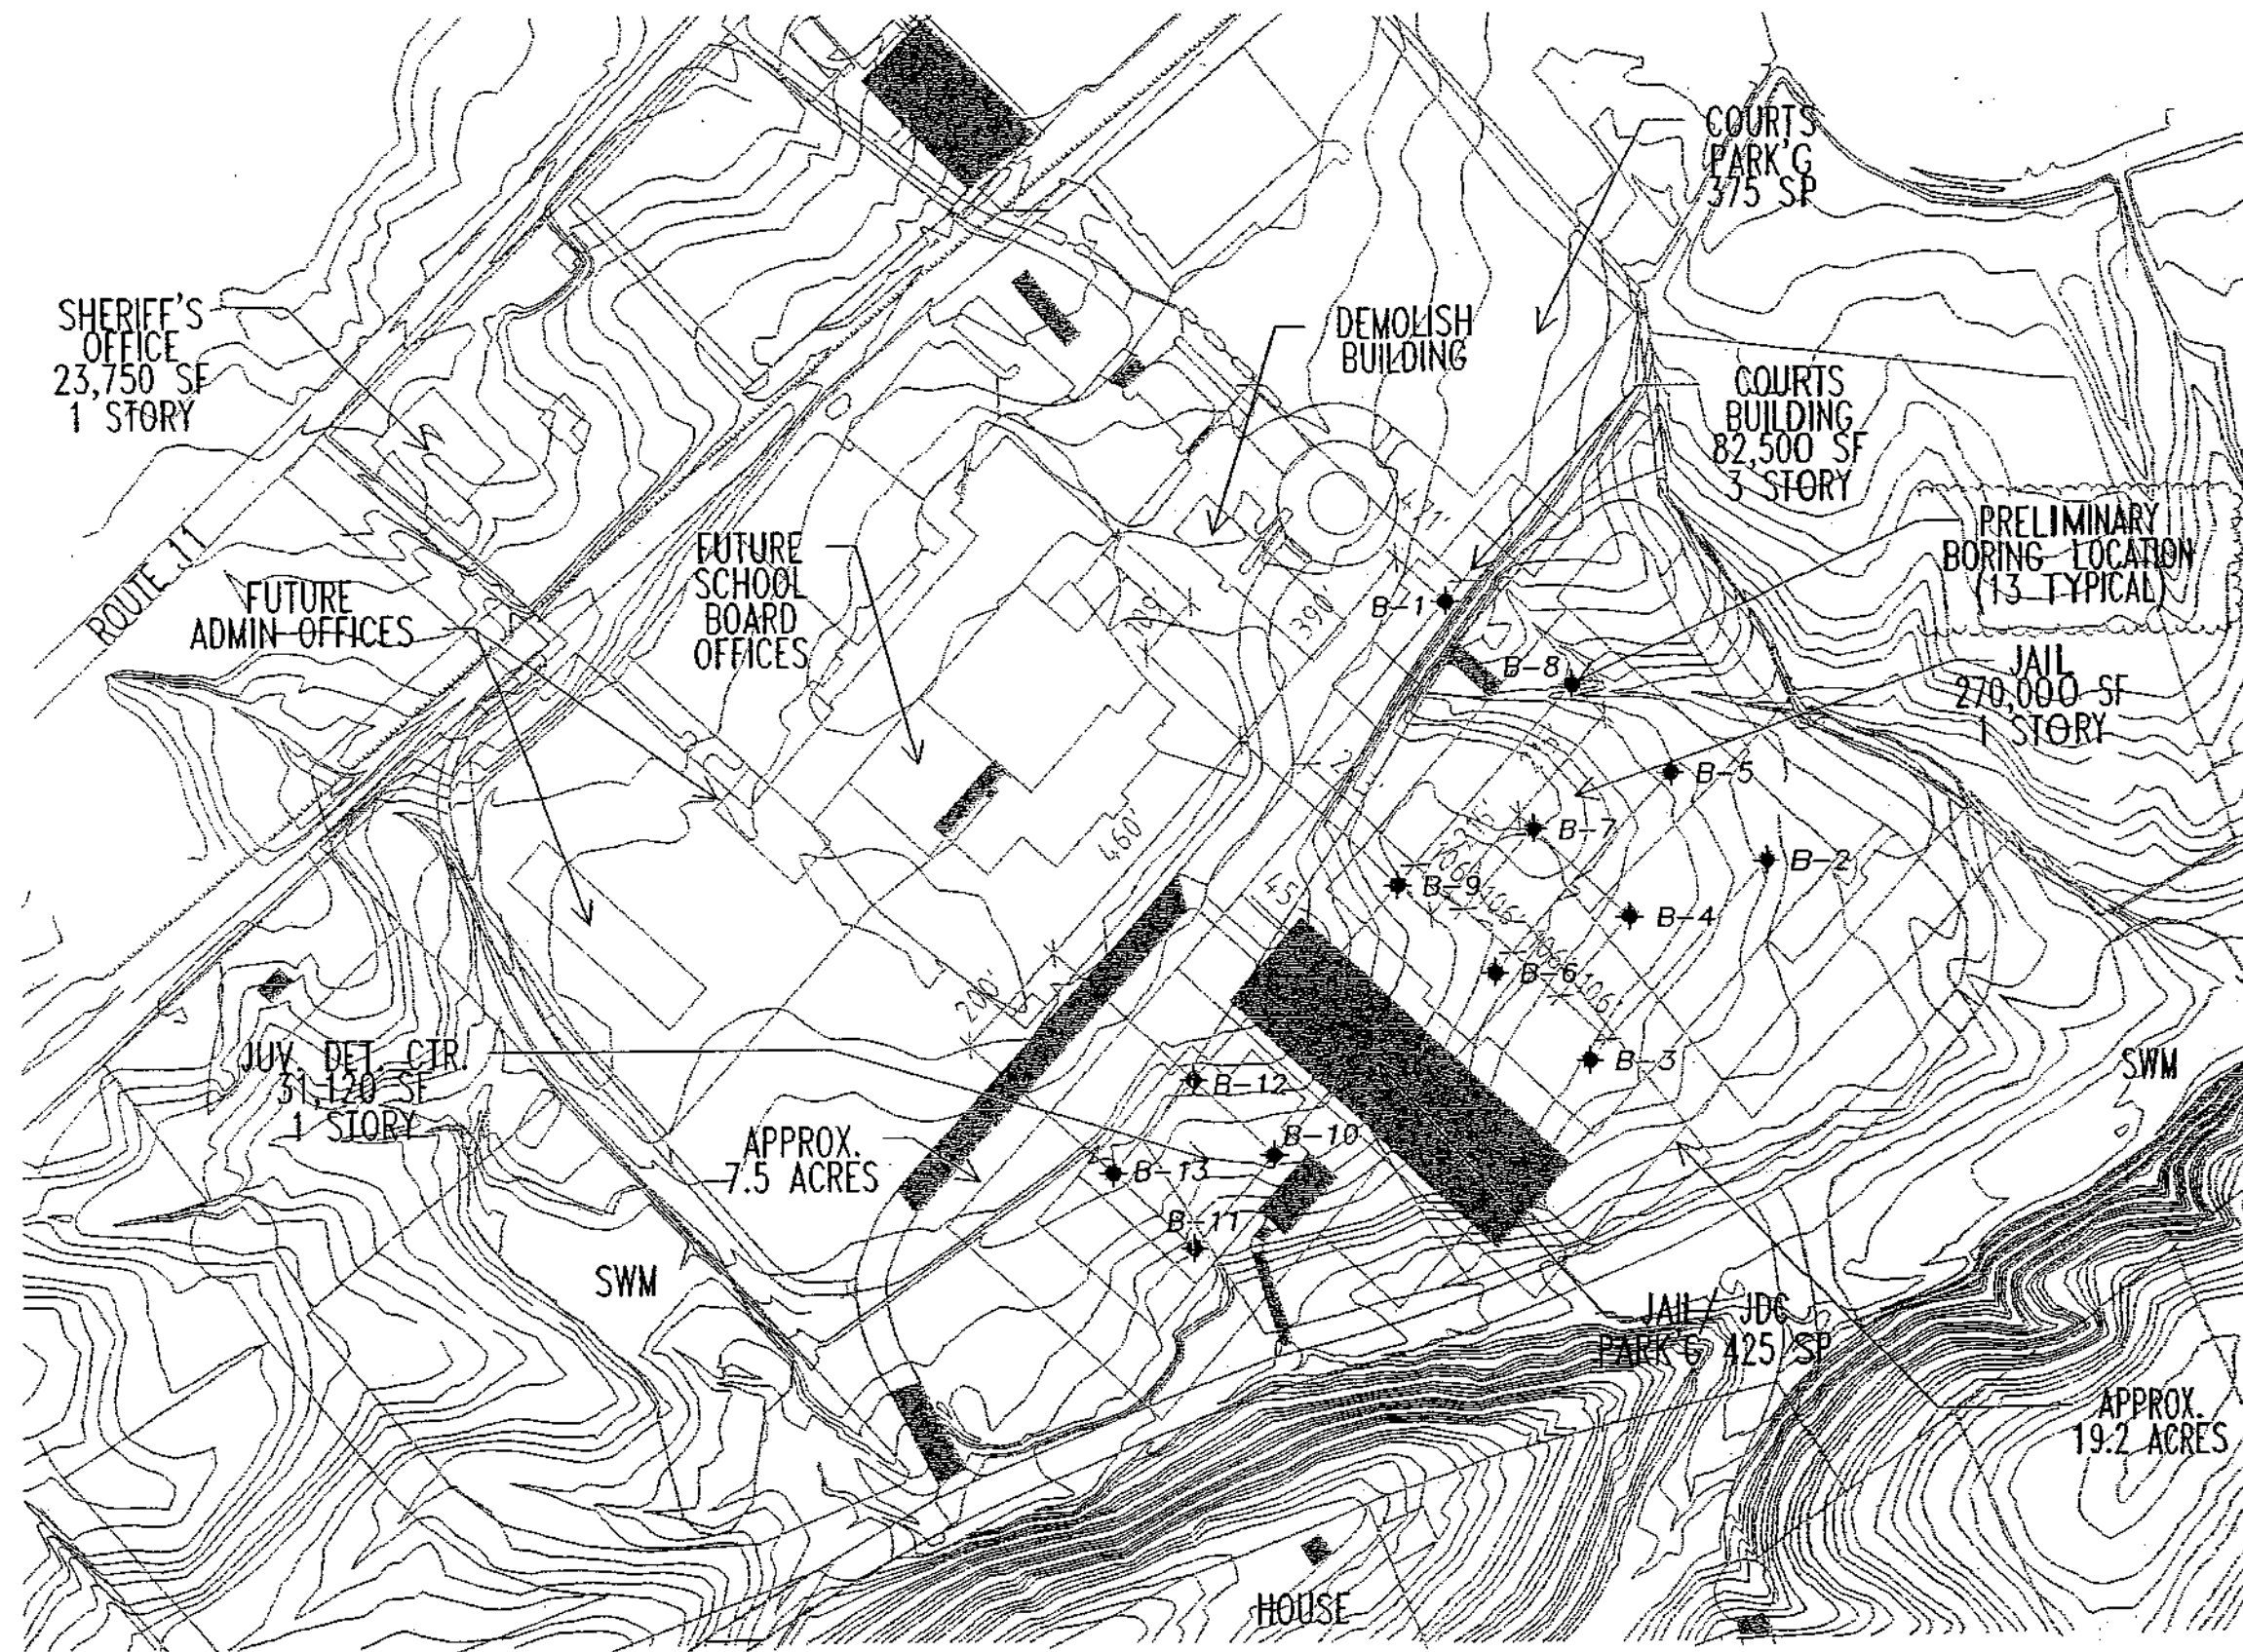 COURTS
PARK'G
375 SP
SHERIFF'S
OFFICE
23,750 SF
1 STORY
DEMOLISH
BUILDING
COURTS
BUILDING
82,500 SF
3 STORY
PRELIMINARY
BORING LOCATION
(13 TYPICAL)
ROUTE 11
FUTURE
SCHOOL
BOARD
OFFICES
FUTURE
ADMIN OFFICES
390'
B-1
B-8
JAIL
270,000 SF
1 STORY
B-5
B-7
B-2
460'
B-9
B-4
B-6
200'
B-3
JUV. DET. CTR.
31,120 SF
1 STORY
SWM
B-12
B-10
APPROX.
7.5 ACRES
B-13
B-11
SWM
JAIL/ JDC
PARK'G 425 SP
APPROX.
19.2 ACRES
HOUSE